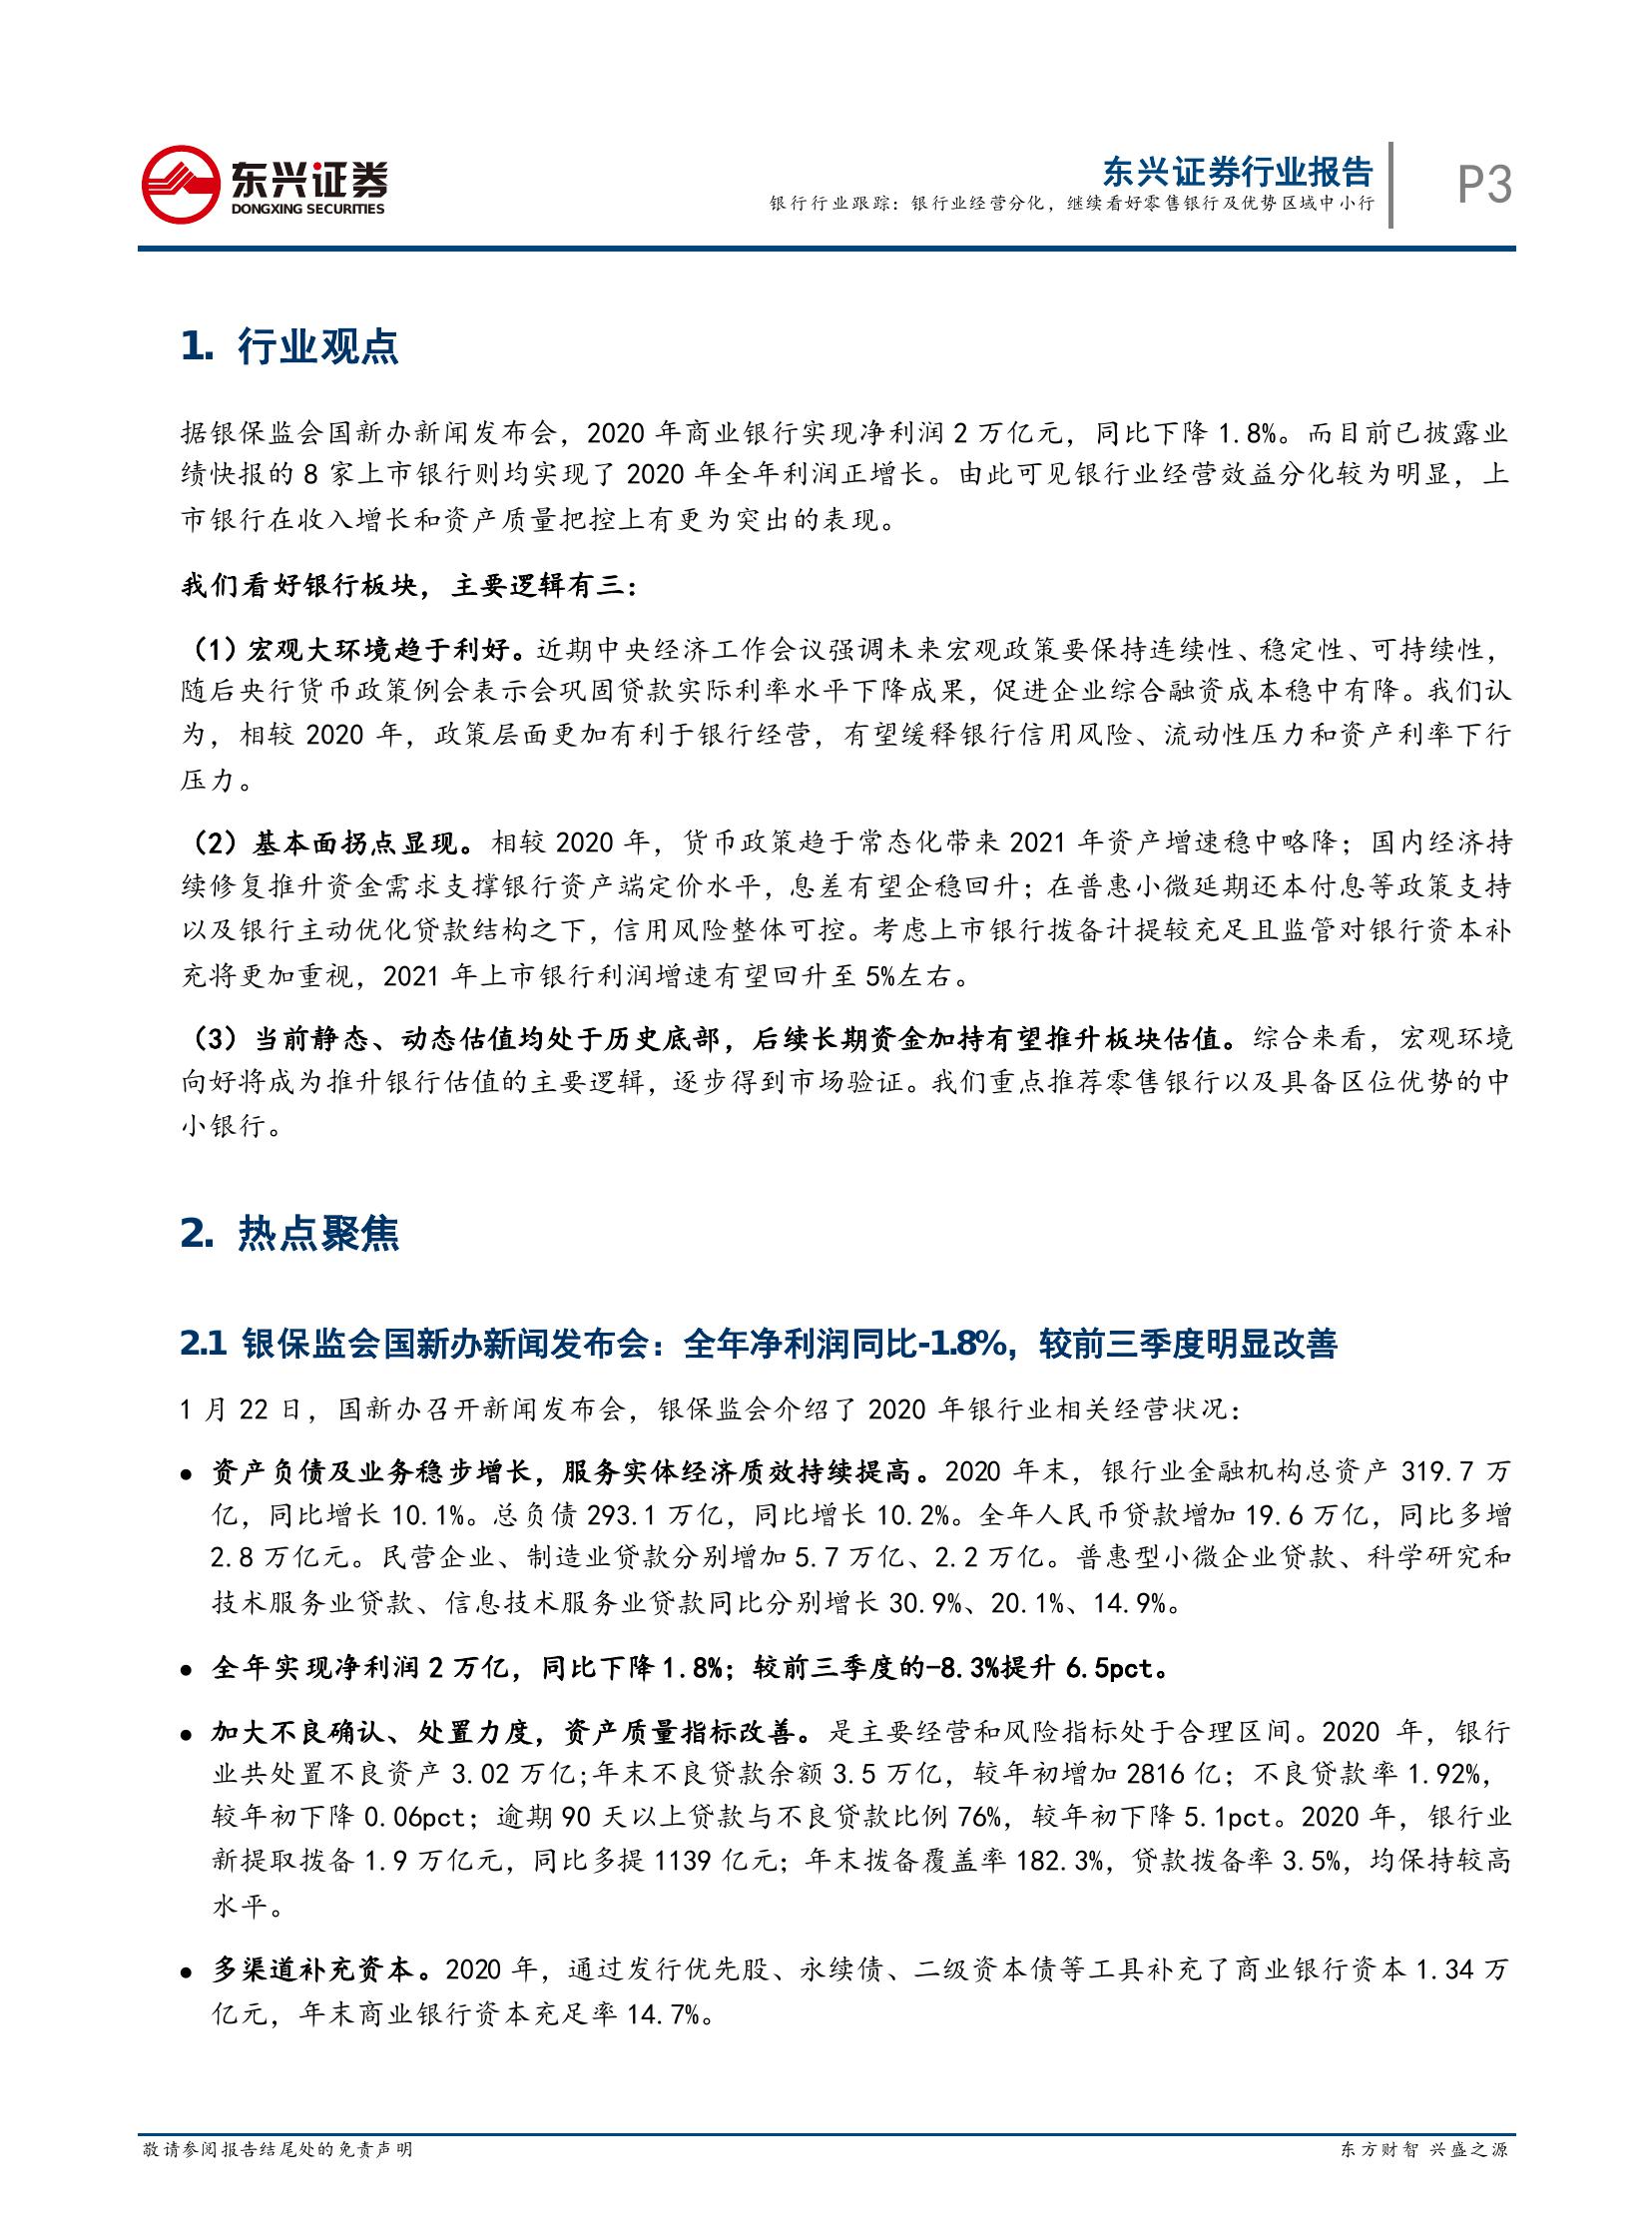 东兴证券
DONGXING SECURITIES
东兴证券行业报告
银行行业跟踪：银行业经营分化，继续看好零售银行及优势区域中小行
P3
1. 行业观点
据银保监会国新办新闻发布会，2020 年商业银行实现净利润 2 万亿元，同比下降 1.8%。而目前已披露业
绩快报的 8 家上市银行则均实现了 2020 年全年利润正增长。由此可见银行业经营效益分化较为明显，上
市银行在收入增长和资产质量把控上有更为突出的表现。
我们看好银行板块，主要逻辑有三：
（1）宏观大环境趋于利好。近期中央经济工作会议强调未来宏观政策要保持连续性、稳定性、可持续性，
随后央行货币政策例会表示会巩固贷款实际利率水平下降成果，促进企业综合融资成本稳中有降。我们认
为，相较 2020 年，政策层面更加有利于银行经营，有望缓释银行信用风险、流动性压力和资产利率下行
压力。
（2）基本面拐点显现。相较 2020 年，货币政策趋于常态化带来 2021 年资产增速稳中略降；国内经济持
续修复推升资金需求支撑银行资产端定价水平，息差有望企稳回升；在普惠小微延期还本付息等政策支持
以及银行主动优化贷款结构之下，信用风险整体可控。考虑上市银行拨备计提较充足且监管对银行资本补
充将更加重视，2021 年上市银行利润增速有望回升至 5%左右。
（3）当前静态、动态估值均处于历史底部，后续长期资金加持有望推升板块估值。综合来看，宏观环境
向好将成为推升银行估值的主要逻辑，逐步得到市场验证。我们重点推荐零售银行以及具备区位优势的中
小银行。
2. 热点聚焦
2.1 银保监会国新办新闻发布会：全年净利润同比-1.8%，较前三季度明显改善
1 月 22 日，国新办召开新闻发布会，银保监会介绍了 2020 年银行业相关经营状况：
● 资产负债及业务稳步增长，服务实体经济质效持续提高。2020 年末，银行业金融机构总资产 319.7 万
亿，同比增长 10.1%。总负债 293.1 万亿，同比增长 10.2%。全年人民币贷款增加 19.6 万亿，同比多增
2.8 万亿元。民营企业、制造业贷款分别增加 5.7 万亿、2.2 万亿。普惠型小微企业贷款、科学研究和
技术服务业贷款、信息技术服务业贷款同比分别增长 30.9%、20.1%、14.9%。
● 全年实现净利润 2 万亿，同比下降 1.8%；较前三季度的-8.3%提升 6.5pct。
● 加大不良确认、处置力度，资产质量指标改善。是主要经营和风险指标处于合理区间。2020 年，银行
业共处置不良资产 3.02 万亿;年末不良贷款余额 3.5 万亿，较年初增加 2816 亿；不良贷款率 1.92%，
较年初下降 0.06pct；逾期 90 天以上贷款与不良贷款比例 76%，较年初下降 5.1pct。2020 年，银行业
新提取拨备 1.9 万亿元，同比多提 1139 亿元；年末拨备覆盖率 182.3%，贷款拨备率 3.5%，均保持较高
水平。
● 多渠道补充资本。2020 年，通过发行优先股、永续债、二级资本债等工具补充了商业银行资本 1.34 万
亿元，年末商业银行资本充足率 14.7%。
敬请参阅报告结尾处的免责声明
东方财智 兴盛之源